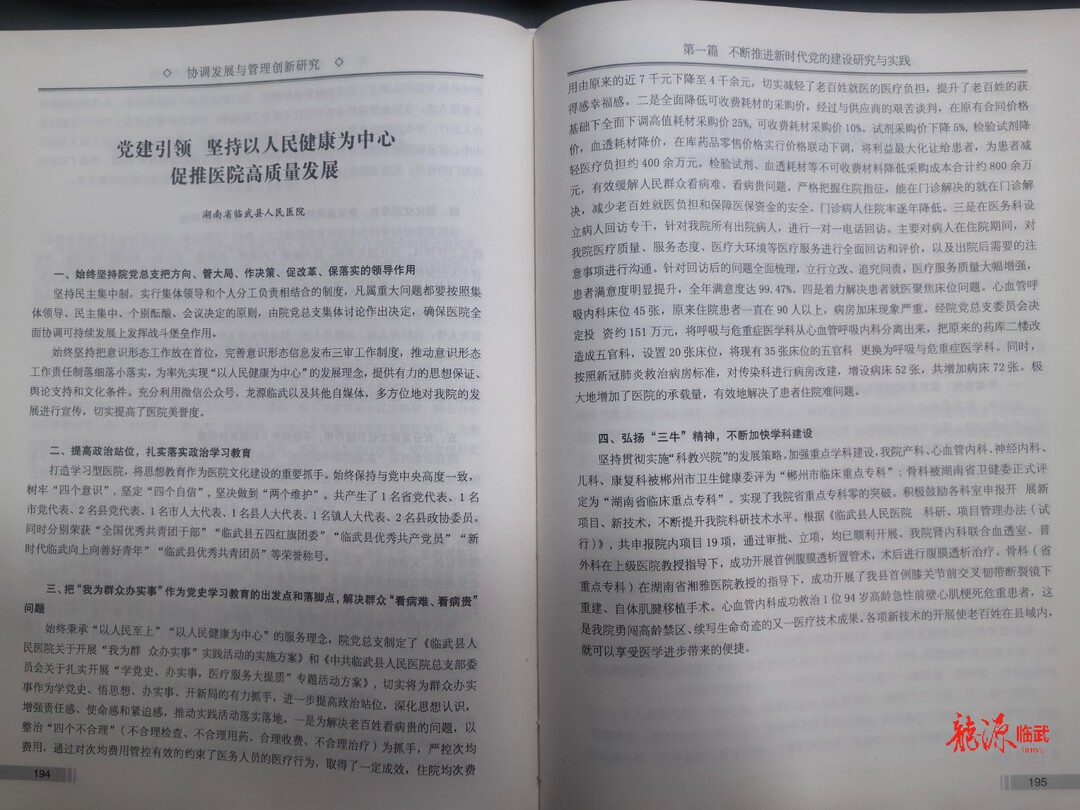 ◇ 协调发展与管理创新研究 ◇
党建引领 坚持以人民健康为中心
促推医院高质量发展
湖南省临武县人民医院
一、始终坚持院党总支把方向、管大局、作决策、促改革、保落实的领导作用
坚持民主集中制，实行集体领导和个人分工负责相结合的制度，凡属重大问题都要按照集
体领导、民主集中、个别酝酿、会议决定的原则，由院党总支集体讨论作出决定，确保医院全
面协调可持续发展上发挥战斗堡垒作用。
始终坚持把意识形态工作放在首位，完善意识形态信息发布三审工作制度，推动意识形态
工作责任制落细落小落实，为率先实现“以人民健康为中心”的发展理念，提供有力的思想保证、
舆论支持和文化条件。充分利用微信公众号、龙源临武以及其他自媒体，多方位地对我院的发
展进行宣传，切实提高了医院美誉度。
二、提高政治站位，扎实落实政治学习教育
打造学习型医院，将思想教育作为医院文化建设的重要抓手。始终保持与党中央高度一致，
树牢“四个意识”，坚定“四个自信”，坚决做到“两个维护”。共产生了1名省党代表、1名
市党代表、2名县党代表、1名市人大代表、1名县人大代表、1名镇人大代表、2名县政协委员。
同时分别荣获“全国优秀共青团干部”“临武县五四红旗团委”“临武县优秀共产党员”“新
时代临武向上向善好青年”“临武县优秀共青团员”等荣誉称号。
三、把“我为群众办实事”作为党史学习教育的出发点和落脚点，解决群众“看病难、看病贵”
问题
始终秉承“以人民至上”“以人民健康为中心”的服务理念，院党总支制定了《临武县人
民医院关于开展“我为群 众办实事”实践活动的实施方案》和《中共临武县人民医院总支部委
员会关于扎实开展“学党史、办实事，医疗服务大提质”专题活动方案》，切实将为群众办实
事作为学党史、悟思想、办实事、开新局的有力抓手，进一步提高政治站位，深化思想认识，
增强责任感、使命感和紧迫感，推动实践活动落实落地。一是为解决老百姓看病贵的问题，以
整治“四个不合理”（不合理检查、不合理用药、合理收费、不合理治疗）为抓手，严控次均
费用，通过对次均费用管控有效的约束了医务人员的医疗行为，取得了一定成效，住院均次费
194
第一篇 不断推进新时代党的建设研究与实践
用由原来的近7千元下降至4千余元，切实减轻了老百姓就医的医疗负担，提升了老百姓的获
得感幸福感。二是全面降低可收费耗材的采购价，经过与供应商的艰苦谈判，在原有合同价格
基础下全面下调高值耗材采购价25%，可收费耗材采购价10%。试剂采购价下降5%，检验试剂降
价，血透耗材降价，在库药品零售价格实行价格联动下调，将利益最大化让给患者，为患者减
轻医疗负担约400余万元。检验试剂、血透耗材等不可收费材料降低采购成本合计约800余万
元，有效缓解人民群众看病难、看病贵问题。严格把握住院指征，能在门诊解决的就在门诊解
决，减少老百姓就医负担和保障医保资金的安全。门诊病人住院率逐年降低。三是在医务科设
立病人回访专干，针对我院所有出院病人，进行一对一电话回访。主要对病人在住院期间，对
我院医疗质量、服务态度、医疗大环境等医疗服务进行全面回访和评价，以及出院后需要的注
意事项进行沟通。针对回访后的问题全面梳理，立行立改、追究问责，医疗服务质量大幅增强，
患者满意度明显提升，全年满意度达99.47%。四是着力解决患者就医聚焦床位问题。心血管呼
吸内科床位45张，原来住院患者一直在90人以上，病房加床现象严重。经院党总支委员会决
定投 资约151万元，将呼吸与危重症医学科从心血管呼吸内科分离出来，把原来的药库二楼改
造成五官科，设置20张床位，将现有35张床位的五官科 更换为呼吸与危重症医学科。同时，
按照新冠肺炎救治病房标准，对传染科进行病房改建，增设病床52张，共增加病床72张。极
大地增加了医院的承载量，有效地解决了患者住院难问题。
四、弘扬“三牛”精神，不断加快学科建设
坚持贯彻实施“科教兴院”的发展策略，加强重点学科建设，我院产科、心血管内科、神经内科、
儿科、康复科被郴州市卫生健康委评为“郴州市临床重点专科”；骨科被湖南省卫健委正式评
定为“湖南省临床重点专科”。实现了我院省重点专科零的突破。积极鼓励各科室申报开 展新
项目、新技术，不断提升我院科研技术水平。根据《临武县人民医院 科研、项目管理办法（试
行）》，共申报院内项目19项，通过审批、立项，均已顺利开展。我院肾内科联合血透室、普
外科在上级医院教授指导下，成功开展首例腹膜透析置管术，术后进行腹膜透析治疗。骨科（省
重点专科）在湖南省湘雅医院教授的指导下，成功开展了我县首例膝关节前交叉韧带断裂镜下
重建、自体肌腱移植手术。心血管内科成功救治1位94岁高龄急性前壁心肌梗死危重患者，这
是我院勇闯高龄禁区、续写生命奇迹的又一医疗技术成果。各项新技术的开展使老百姓在县域内，
就可以享受医学进步带来的便捷。
龍源临武
195